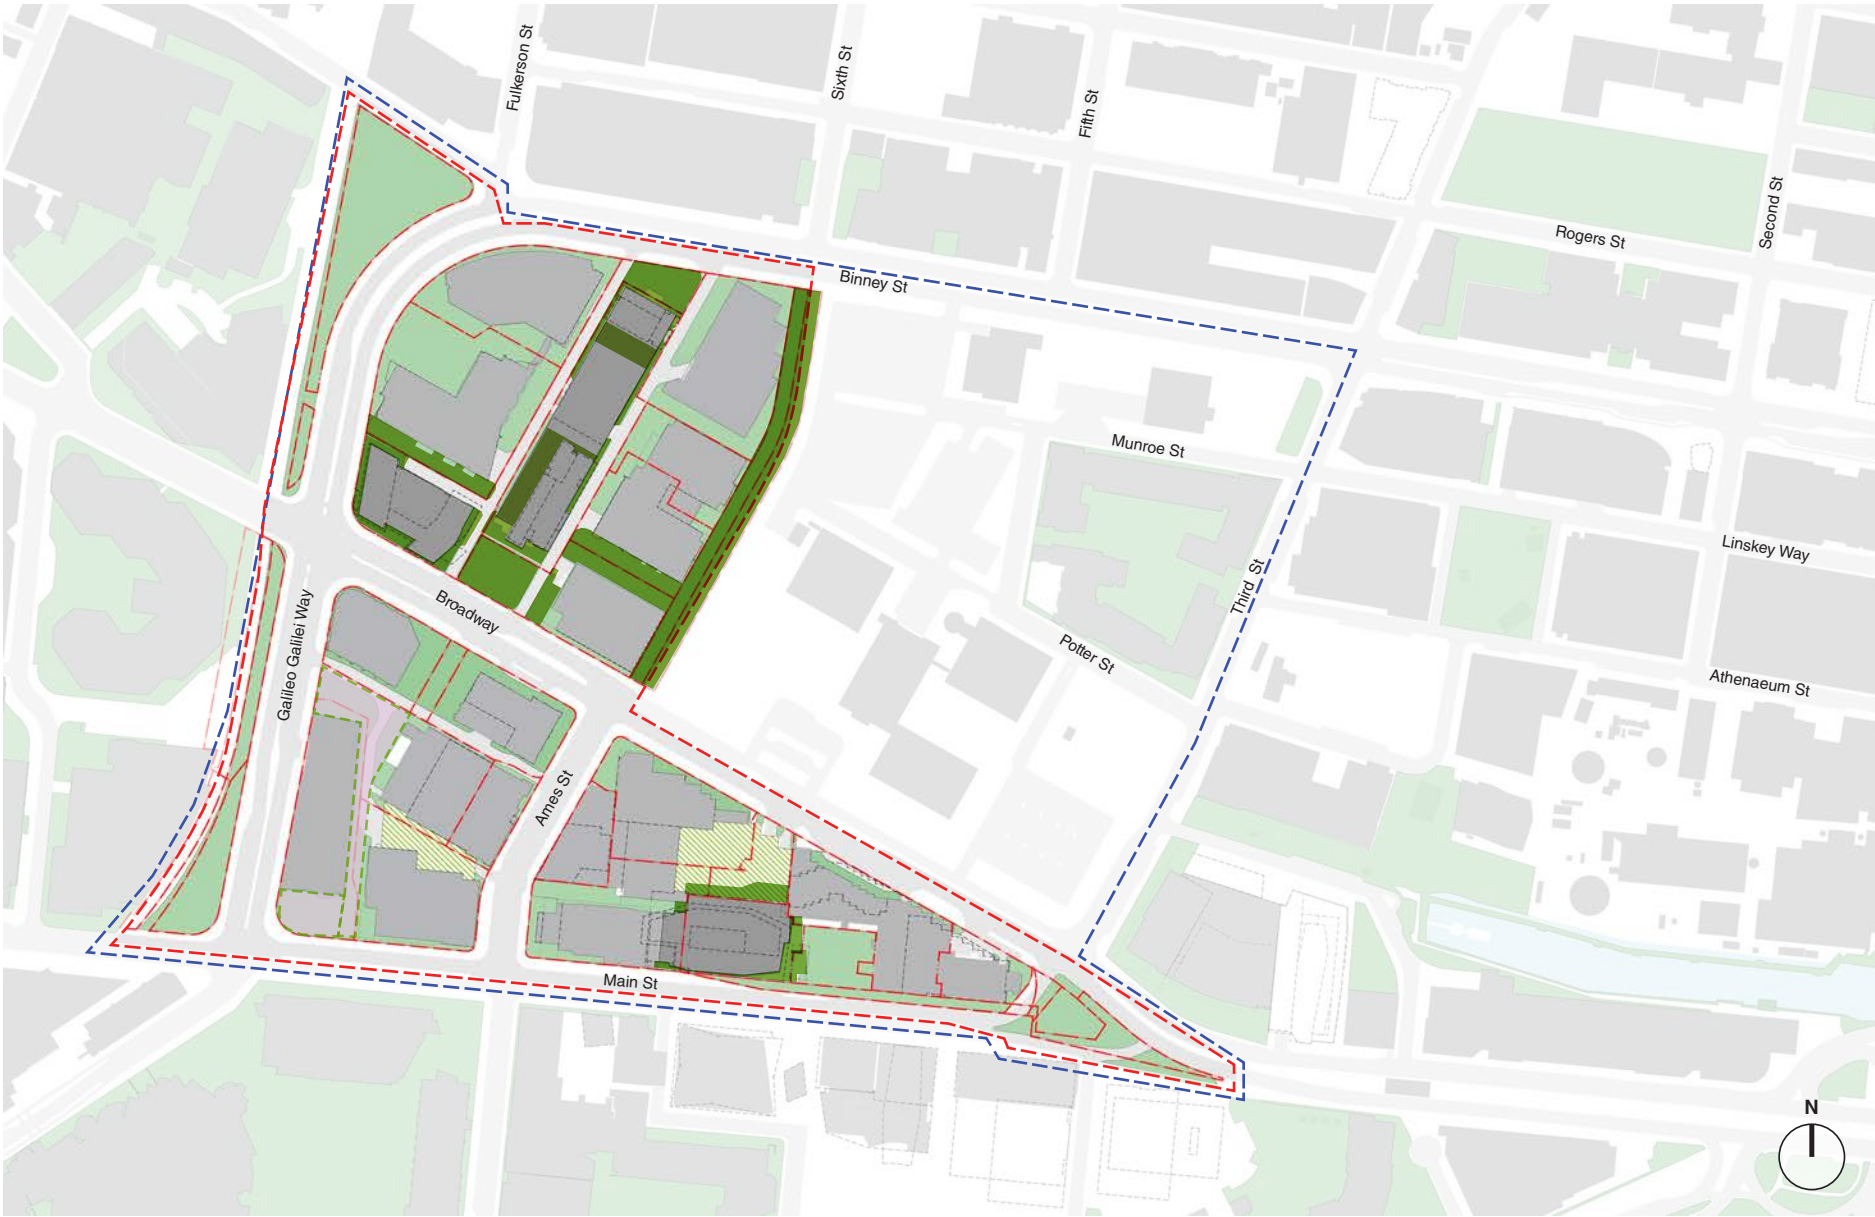 Fulkerson St
Sixth St
Fifth St
Second St
Rogers St
Binney St
Munroe St
Linskey Way
Third St
Broadway
Galileo Galilei Way
Potter St
Athenaeum St
Ames St
Main St
N